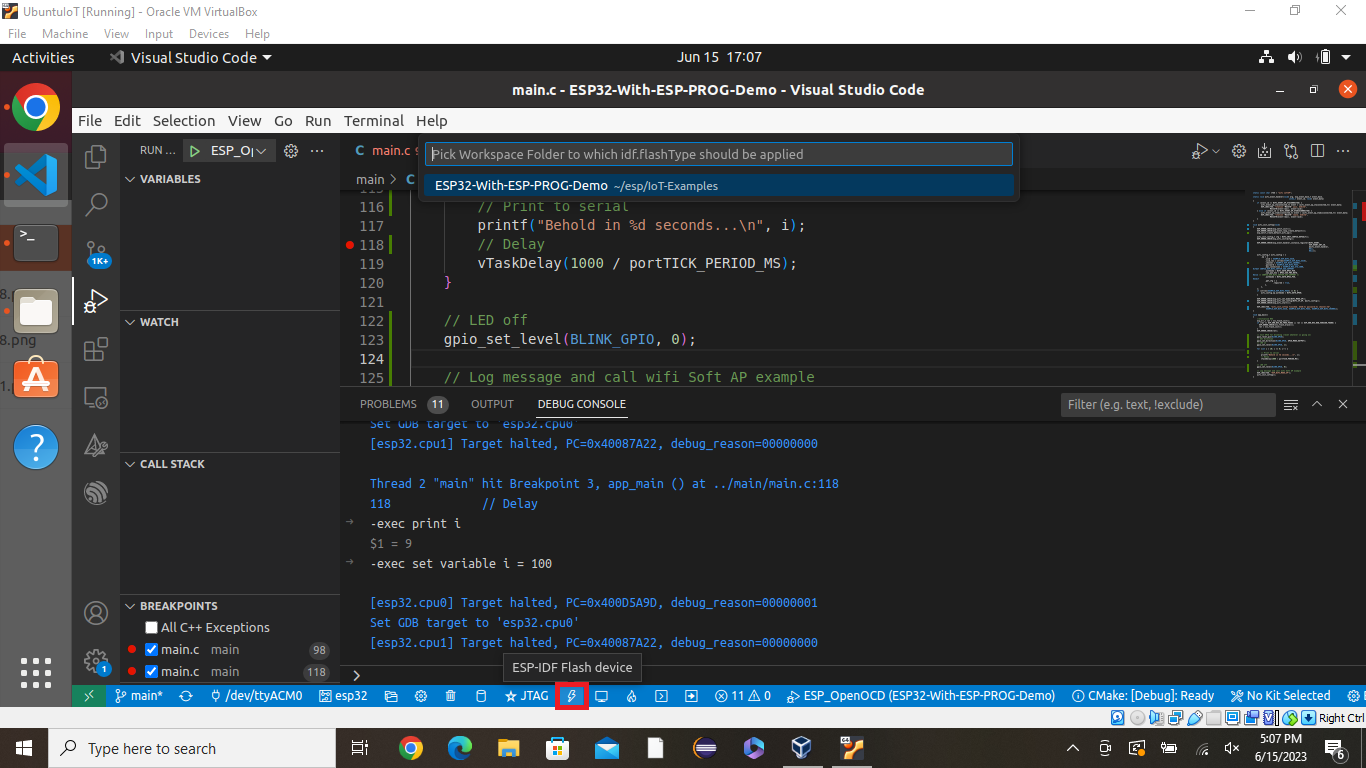 UbuntuIoT [Running] - Oracle VM VirtualBox
File Machine View Input Devices Help
Activities Visual Studio Code Jun 15 17:07
main.c - ESP32-With-ESP-PROG-Demo - Visual Studio Code
File Edit Selection View Go Run Terminal Help
RUN ... ESP_O ...
main.c 9
Pick Workspace Folder to which idf.flashType should be applied
ESP32-With-ESP-PROG-Demo ~/esp/IoT-Examples
main > C
VARIABLES
WATCH
CALL STACK
BREAKPOINTS
All C++ Exceptions
main.c main 98
main.c main 118
1K+
1
8.
8.png
1.
115
116 // Print to serial
117 printf("Behold in %d seconds...\n", i);
118 // Delay
119 vTaskDelay(1000 / portTICK_PERIOD_MS);
120 }
121
122 // LED off
123 gpio_set_level(BLINK_GPIO, 0);
124
125 // Log message and call wifi Soft AP example
PROBLEMS 11 OUTPUT DEBUG CONSOLE Filter (e.g. text, !exclude)
Set GDB target to 'esp32.cpu0'
[esp32.cpu1] Target halted, PC=0x40087A22, debug_reason=00000000
Thread 2 "main" hit Breakpoint 3, app_main () at ../main/main.c:118
118 // Delay
-exec print i
$1 = 9
-exec set variable i = 100
[esp32.cpu0] Target halted, PC=0x400D5A9D, debug_reason=00000001
Set GDB target to 'esp32.cpu0'
[esp32.cpu1] Target halted, PC=0x40087A22, debug_reason=00000000
ESP-IDF Flash device
main* /dev/ttyACM0 esp32 JTAG 11 0 ESP_OpenOCD (ESP32-With-ESP-PROG-Demo) CMake: [Debug]: Ready No Kit Selected
Right Ctrl
Type here to search
5:07 PM
6/15/2023
6